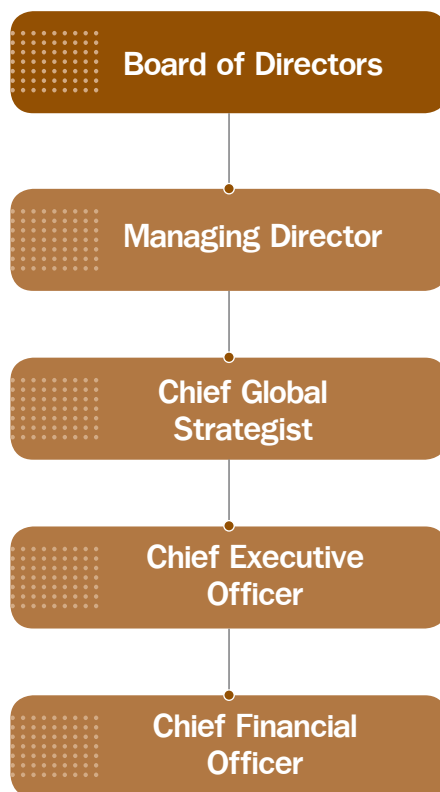 Board of Directors
Managing Director
Chief Global
Strategist
Chief Executive
Officer
Chief Financial
Officer